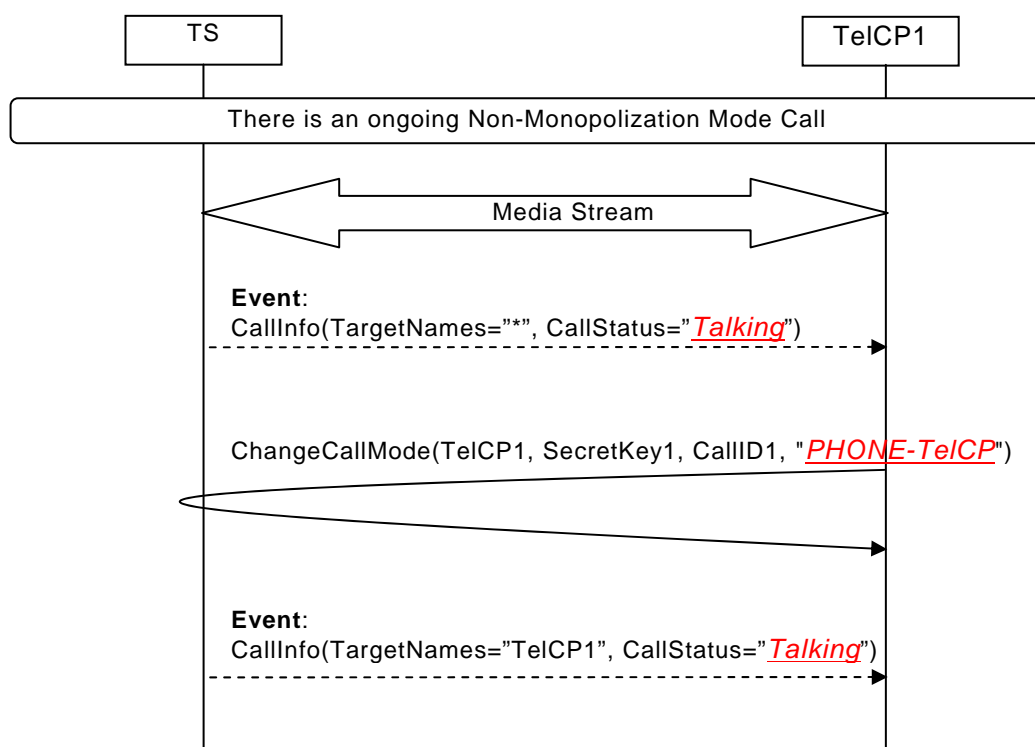 TS
TelCP1
There is an ongoing Non-Monopolization Mode Call
Media Stream
Event:
CallInfo(TargetNames=”*”, CallStatus=”Talking”)
ChangeCallMode(TelCP1, SecretKey1, CallID1, "PHONE-TelCP")
Event:
CallInfo(TargetNames=”TelCP1”, CallStatus=”Talking”)